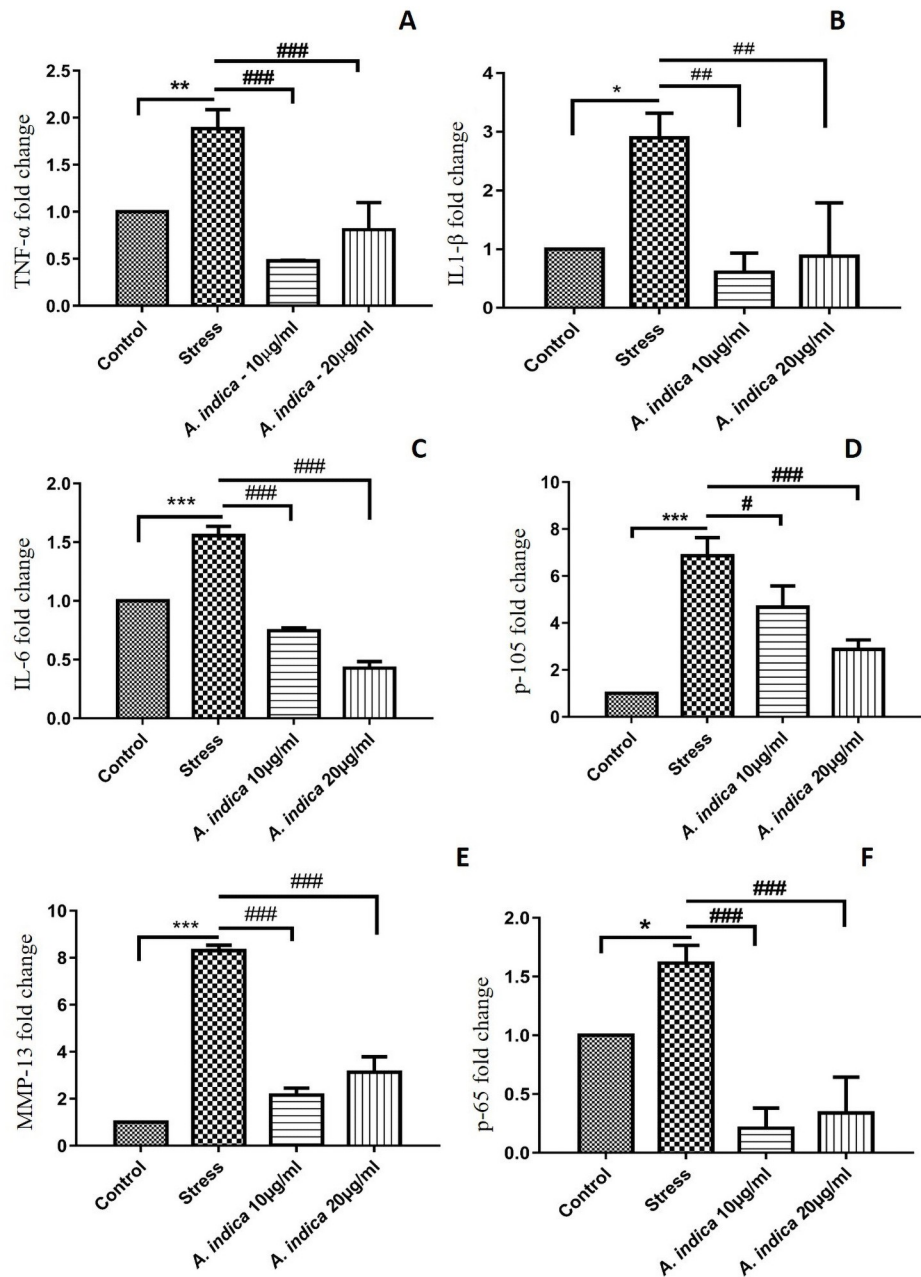 A
###
###
**
TNF-α fold change
2.5
2.0
1.5
1.0
0.5
0.0
Control
Stress
A. indica - 10µg/ml
A. indica - 20µg/ml
B
##
##
*
IL1-β fold change
4
3
2
1
0
Control
Stress
A. indica 10µg/ml
A. indica 20µg/ml
C
###
###
***
IL-6 fold change
2.0
1.5
1.0
0.5
0.0
Control
Stress
A. indica 10µg/ml
A. indica 20µg/ml
D
###
#
***
p-105 fold change
10
8
6
4
2
0
Control
Stress
A. indica 10µg/ml
A. indica 20µg/ml
E
###
###
***
MMP-13 fold change
10
8
6
4
2
0
Control
Stress
A. indica 10µg/ml
A. indica 20µg/ml
F
###
###
*
p-65 fold change
2.0
1.5
1.0
0.5
0.0
Control
Stress
A. indica 10µg/ml
A. indica 20µg/ml